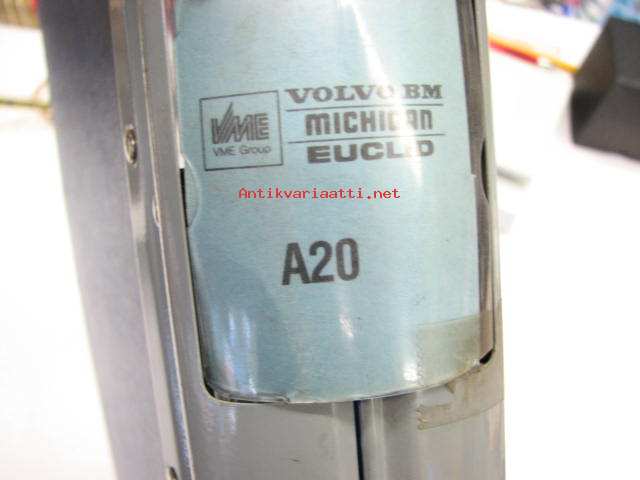 VME
VME Group
VOLVO BM
MICHIGAN
EUCLID
Antikvariaatti.net
A20